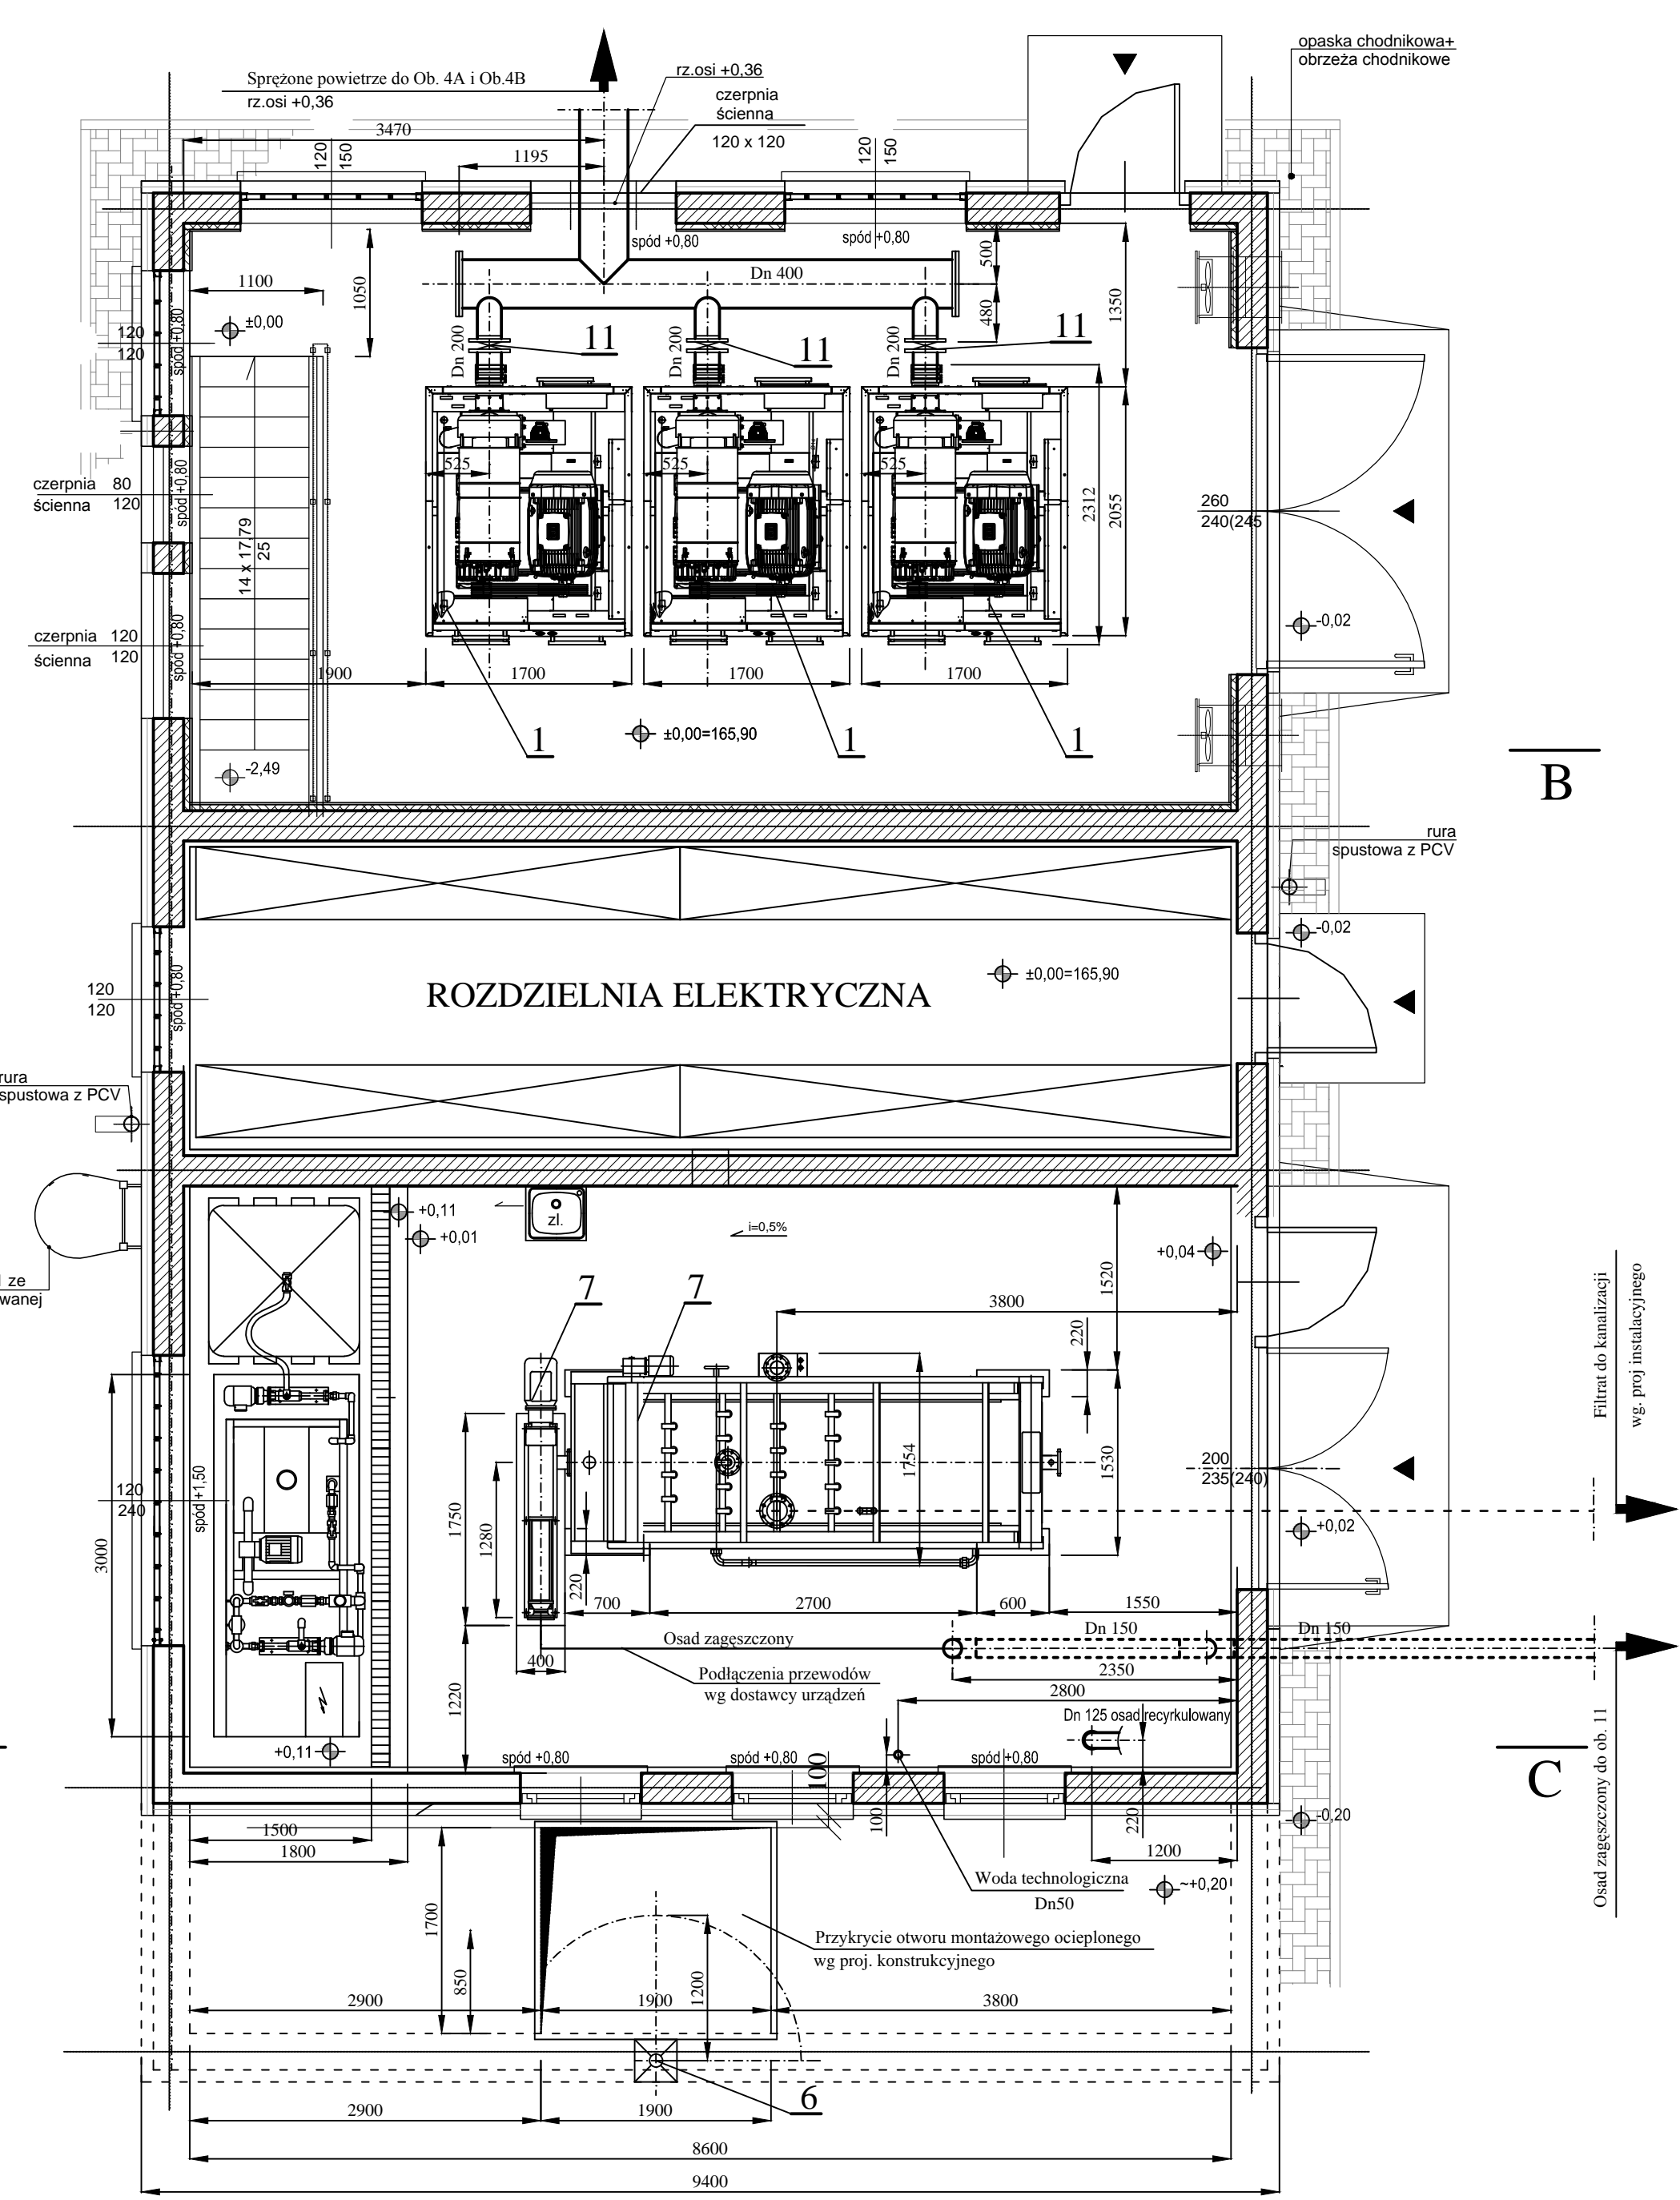 opaska chodnikowa+
obrzeża chodnikowe
Sprężone powietrze do Ob. 4A i Ob.4B
rz.osi +0,36
rz.osi +0,36
czerpnia
ścienna
120 x 120
3470
1195
120
150
120
150
spód +0,80
spód +0,80
500
Dn 400
1050
1350
480
1100
±0,00
120
120
spód +0,80
Dn 200
11
Dn 200
11
Dn 200
11
czerpnia 80
ścienna 120
spód +0,80
14 x 17,79
25
525
525
525
2312
2055
260
240(245
-0,02
czerpnia 120
ścienna 120
spód +0,80
1900
1700
1700
1700
1
1
1
±0,00=165,90
-2,49
B
rura
spustowa z PCV
-0,02
120
120
spód +0,80
ROZDZIELNIA ELEKTRYCZNA
±0,00=165,90
rura
spustowa z PCV
ze
wanej
+0,11
+0,01
zl.
i=0,5%
+0,04
1520
7
7
3800
220
Filtrat do kanalizacji
wg. proj instalacyjnego
120
240
spód +1,50
3000
1750
1280
220
1754
1530
200
235(240)
+0,02
700
2700
600
1550
Osad zagęszczony
Dn 150
Dn 150
400
Podłączenia przewodów
wg dostawcy urządzeń
2350
2800
1220
Dn 125 osad recyrkulowany
+0,11
spód +0,80
spód +0,80
100
spód +0,80
C
Osad zagęszczony do ob. 11
-0,20
1500
1800
100
220
1200
Woda technologiczna
Dn50
~+0,20
1700
850
Przykrycie otworu montażowego ocieplonego
wg proj. konstrukcyjnego
2900
1900
1200
3800
6
2900
1900
8600
9400